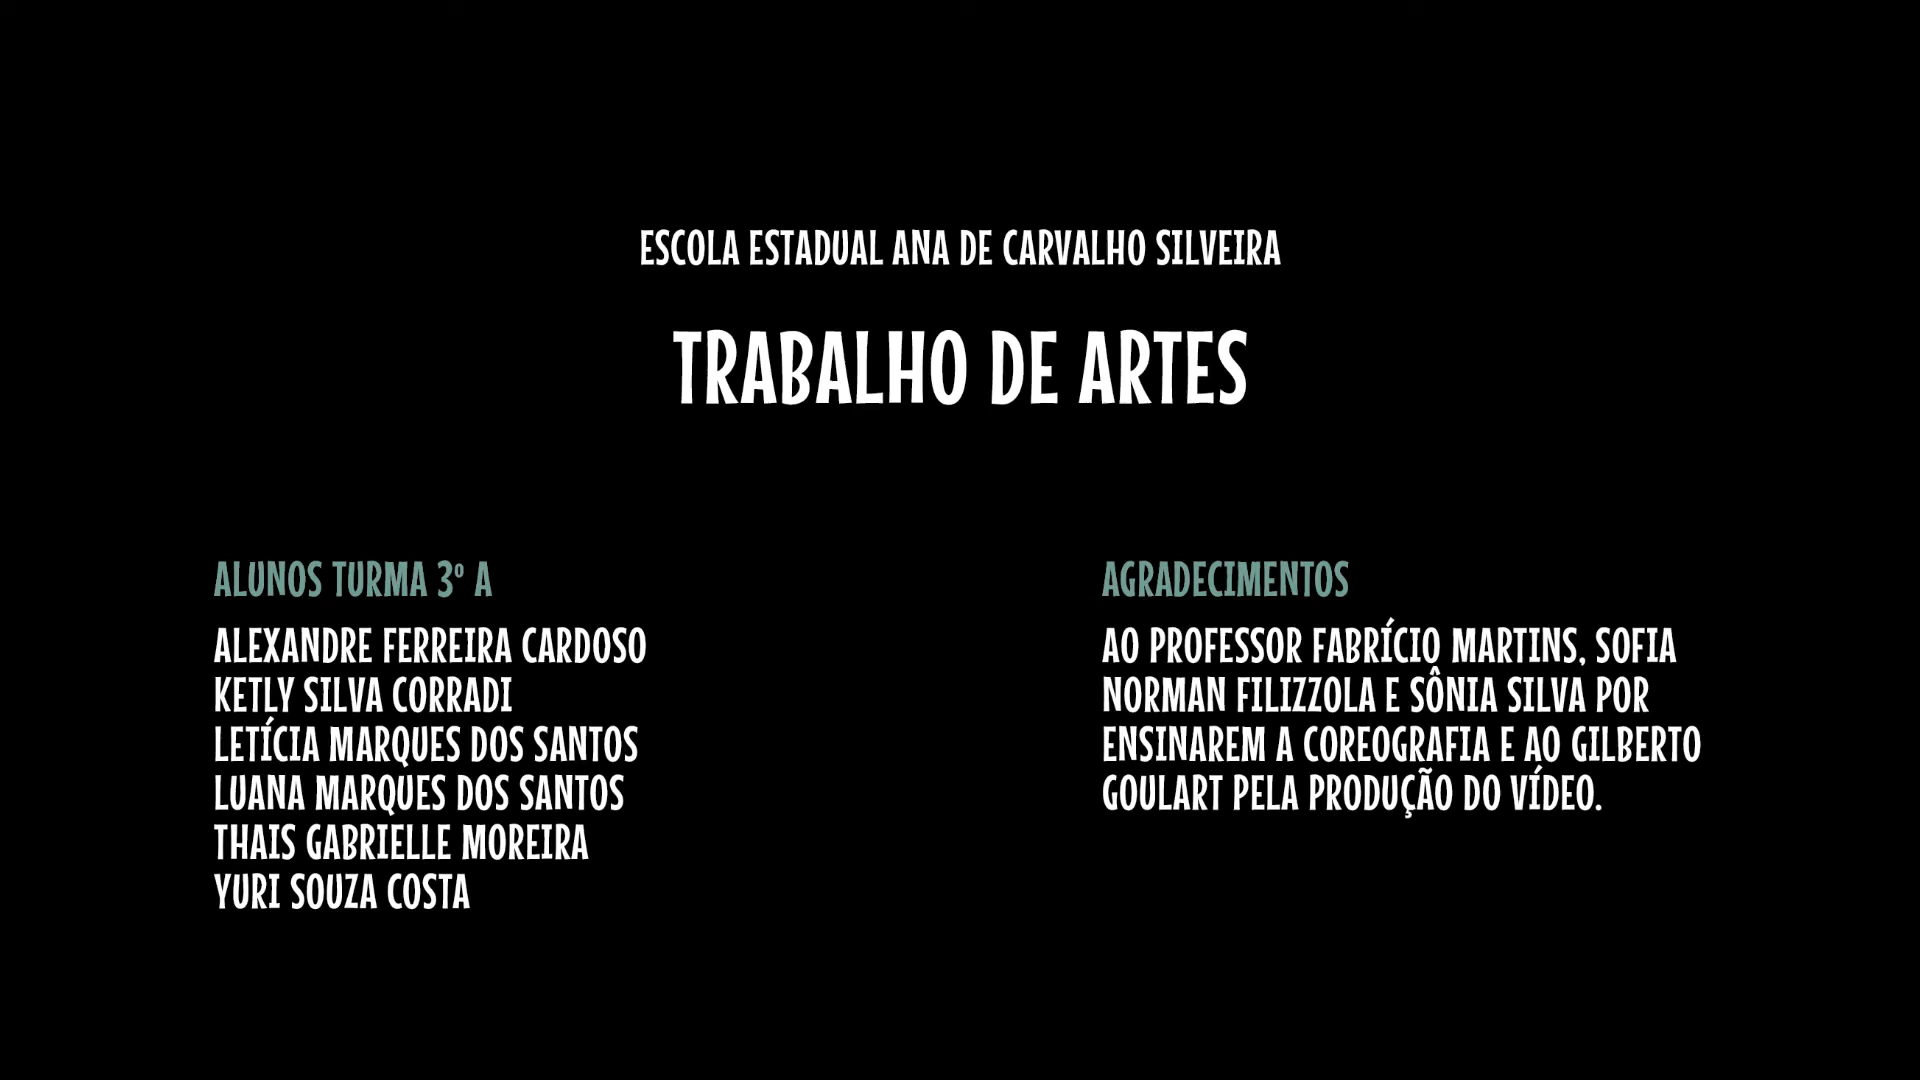 ESCOLA ESTADUAL ANA DE CARVALHO SILVEIRA
TRABALHO DE ARTES
ALUNOS TURMA 3º A
ALEXANDRE FERREIRA CARDOSO
KETLY SILVA CORRADI
LETÍCIA MARQUES DOS SANTOS
LUANA MARQUES DOS SANTOS
THAIS GABRIELLE MOREIRA
YURI SOUZA COSTA
AGRADECIMENTOS
AO PROFESSOR FABRÍCIO MARTINS, SOFIA
NORMAN FILIZZOLA E SÔNIA SILVA POR
ENSINAREM A COREOGRAFIA E AO GILBERTO
GOULART PELA PRODUÇÃO DO VÍDEO.